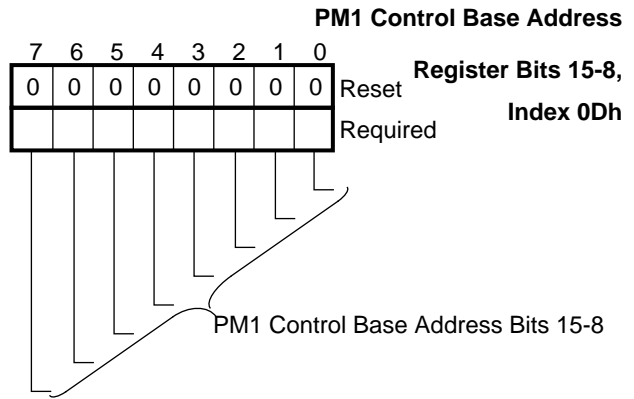 PM1 Control Base Address
7 6 5 4 3 2 1 0
Register Bits 15-8,
0 0 0 0 0 0 0 0 Reset
Index 0Dh
Required
PM1 Control Base Address Bits 15-8